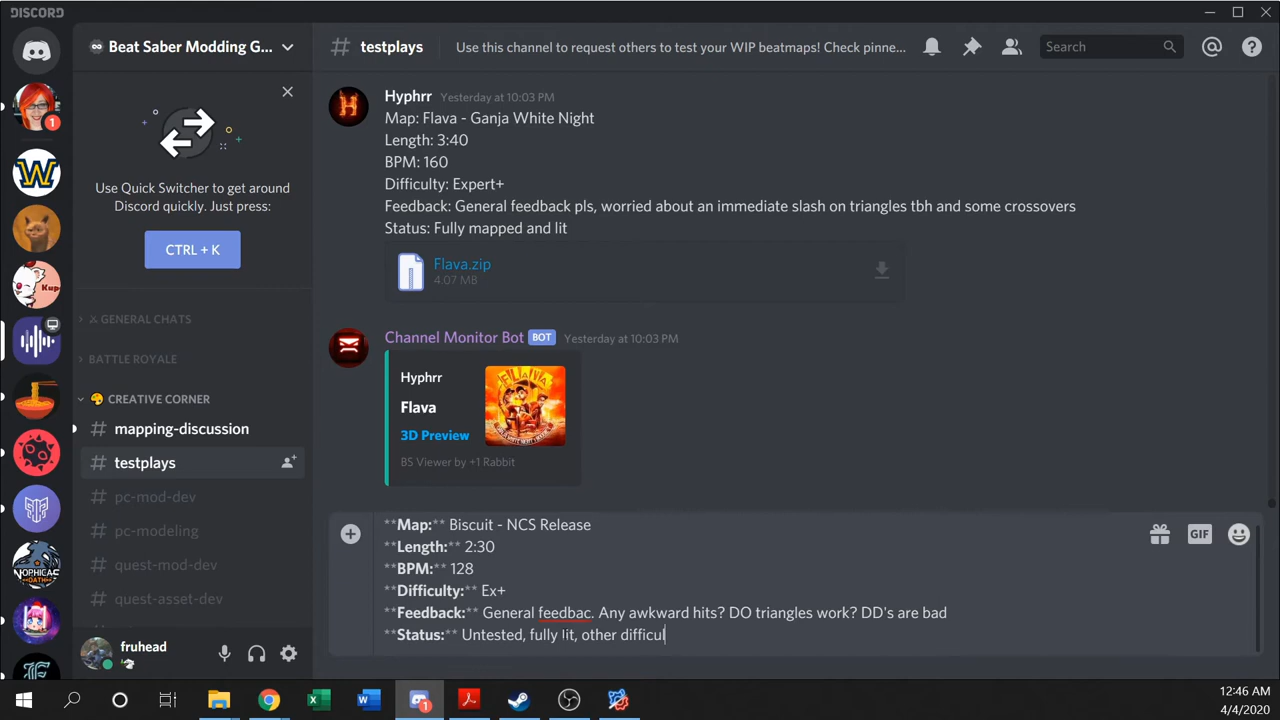 DISCORD
Beat Saber Modding G...
# testplays
Use this channel to request others to test your WIP beatmaps! Check pinne...
Search
Use Quick Switcher to get around
Discord quickly. Just press:
CTRL + K
GENERAL CHATS
BATTLE ROYALE
CREATIVE CORNER
# mapping-discussion
# testplays
# pc-mod-dev
# pc-modeling
# quest-mod-dev
# quest-asset-dev
fruhead
Hyphrr Yesterday at 10:03 PM
Map: Flava - Ganja White Night
Length: 3:40
BPM: 160
Difficulty: Expert+
Feedback: General feedback pls, worried about an immediate slash on triangles tbh and some crossovers
Status: Fully mapped and lit
Flava.zip
4.07 MB
Channel Monitor Bot BOT Yesterday at 10:03 PM
Hyphrr
Flava
3D Preview
BS Viewer by +1 Rabbit
FLAVA
**Map:** Biscuit - NCS Release
**Length:** 2:30
**BPM:** 128
**Difficulty:** Ex+
**Feedback:** General feedbac. Any awkward hits? DO triangles work? DD's are bad
**Status:** Untested, fully lit, other difficul
GIF
1
W
Kup
1
12:46 AM
4/4/2020